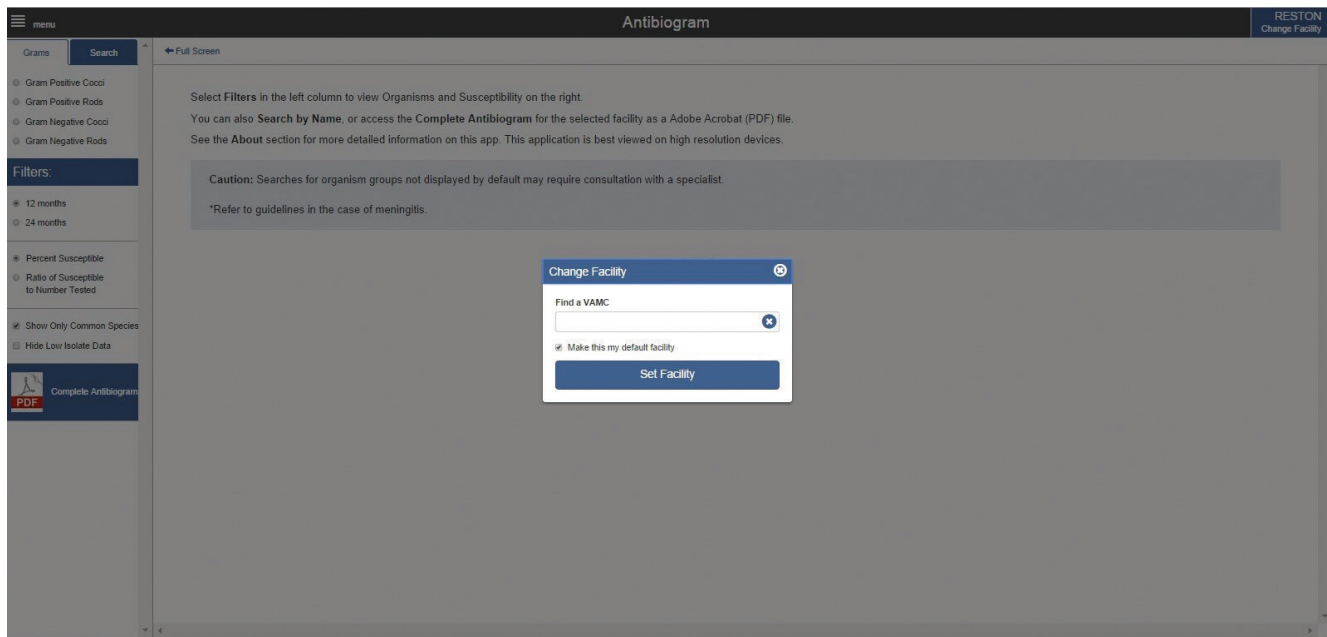 menu
Antibiogram
RESTON
Change Facility
Grams
Search
Full Screen
Gram Positive Cocci
Gram Positive Rods
Gram Negative Cocci
Gram Negative Rods
Filters:
12 months
24 months
Percent Susceptible
Ratio of Susceptible
to Number Tested
Show Only Common Species
Hide Low Isolate Data
PDF
Complete Antibiogram
Select Filters in the left column to view Organisms and Susceptibility on the right.
You can also Search by Name, or access the Complete Antibiogram for the selected facility as a Adobe Acrobat (PDF) file.
See the About section for more detailed information on this app. This application is best viewed on high resolution devices.
Caution: Searches for organism groups not displayed by default may require consultation with a specialist.
*Refer to guidelines in the case of meningitis.
Change Facility
Find a VAMC
Make this my default facility
Set Facility